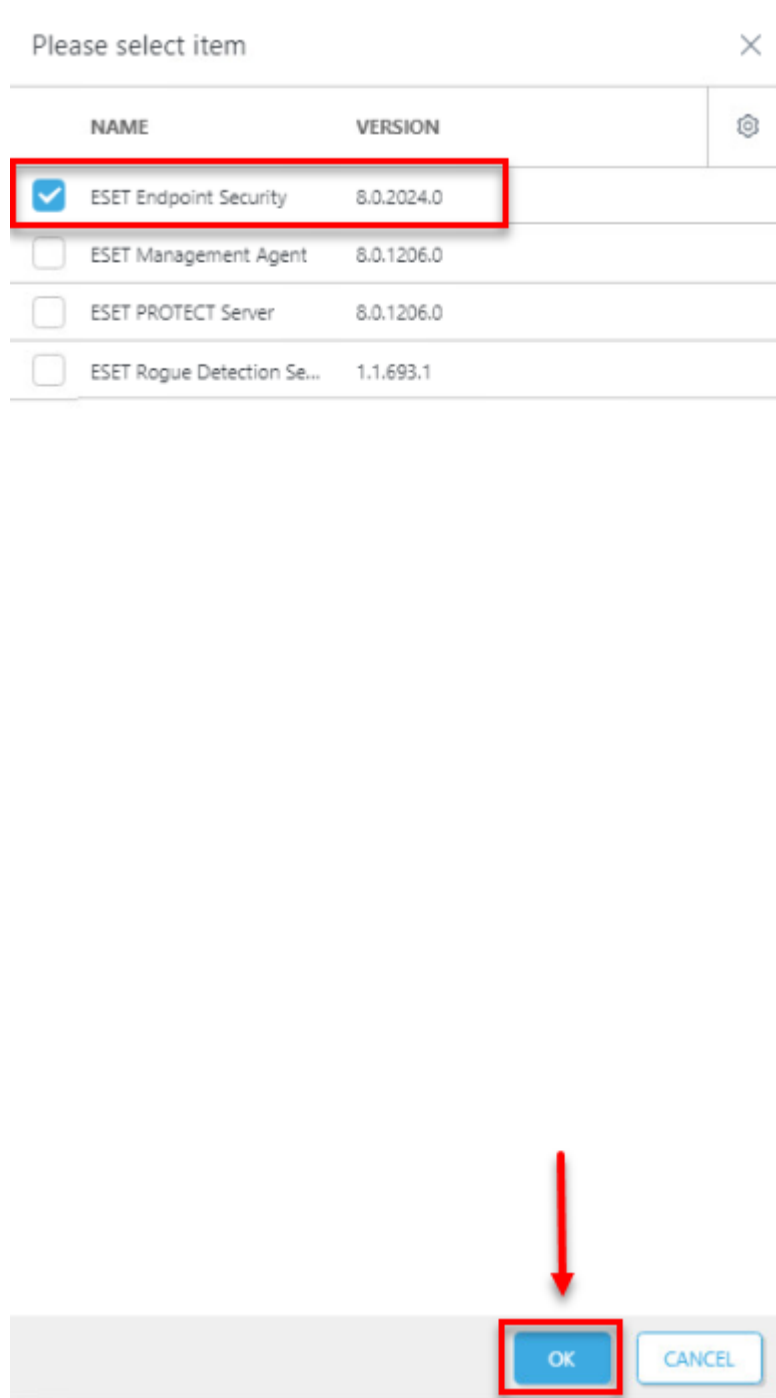 Please select item
NAME VERSION
ESET Endpoint Security 8.0.2024.0
ESET Management Agent 8.0.1206.0
ESET PROTECT Server 8.0.1206.0
ESET Rogue Detection Se... 1.1.693.1
OK CANCEL